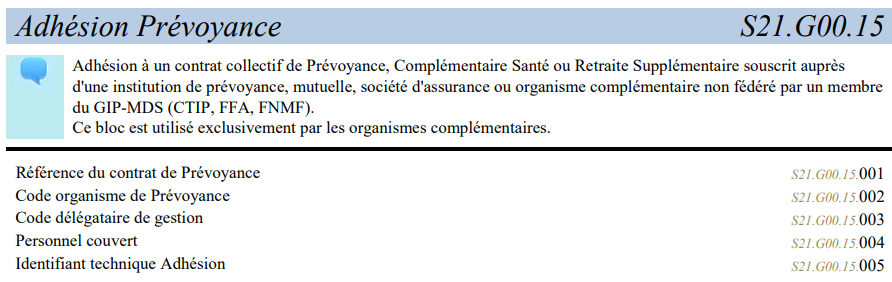 Adhésion Prévoyance S21.G00.15
Adhésion à un contrat collectif de Prévoyance, Complémentaire Santé ou Retraite Supplémentaire souscrit auprès
d'une institution de prévoyance, mutuelle, société d'assurance ou organisme complémentaire non fédéré par un membre
du GIP-MDS (CTIP, FFA, FNMF).
Ce bloc est utilisé exclusivement par les organismes complémentaires.
Référence du contrat de Prévoyance S21.G00.15.001
Code organisme de Prévoyance S21.G00.15.002
Code délégataire de gestion S21.G00.15.003
Personnel couvert S21.G00.15.004
Identifiant technique Adhésion S21.G00.15.005